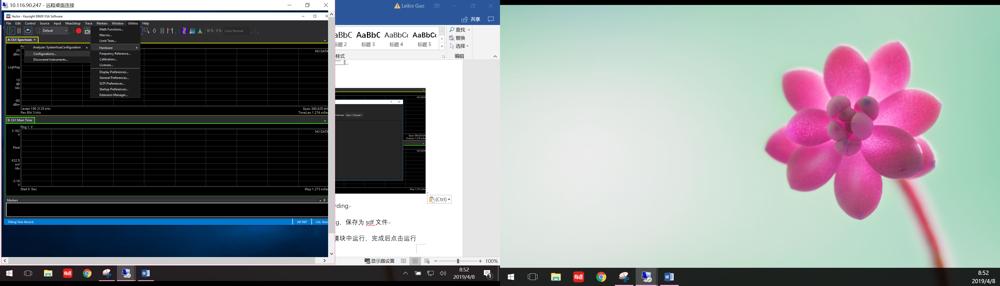 10.116.90.247 - 远程桌面连接
Vector - Keysight 89600 VSA Software
File Edit Control Source Input MeasSetup Trace Markers Window Utilities Help
Default
50 % 0 % Color Normal
A: Ch1 Spectrum
Math Functions...
Macros...
Limit Tests...
Hardware
Frequency Reference...
Calibration...
Licenses...
Display Preferences...
General Preferences...
SCPI Preferences...
Startup Preferences...
Extension Manager...
Analyzer: SystemVueConfiguration
Configurations...
Discovered Instruments...
20
dBm
LogMag
10
dB
/div
-80
dBm
NO DATA
Center 195.3125 kHz
Res BW 3 kHz
Span 390.625 kHz
TimeLen 1.274 mSec
B: Ch1 Main Time
Rng 1 V
3.162
V
Real
632.5
mV
/div
-3.16
V
NO DATA
Start 0 Sec
Stop 1.273 mSec
Markers
Filling Time Record
INT REF
CAL: Non
Leibo Guo
共享
AaBbC AaBbCc AaBbCc
标题 2 标题 3 标题 4 标题 5
样式
查找
替换
选择
编辑
NO DATA
Channels: User: 1 Channel
Span 390.625 kHz
TimeLen 1.274 mSec
NO DATA
Stop 1.273 mSec
(Ctrl)
rding
g，保存为 sdf 文件
模块中运行，完成后点击运行
显示器设置
100%
有道
8:52
2019/4/8
1
有道
8:52
2019/4/8